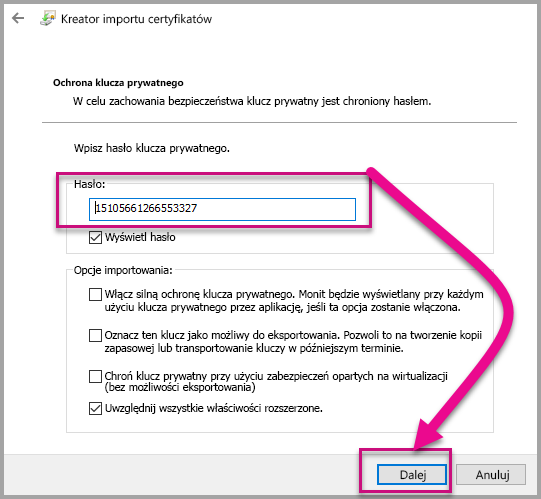 Kreator importu certyfikatów
Ochrona klucza prywatnego
W celu zachowania bezpieczeństwa klucz prywatny jest chroniony hasłem.
Wpisz hasło klucza prywatnego.
Hasło:
15105661266553327
Wyświetl hasło
Opcje importowania:
Włącz silną ochronę klucza prywatnego. Monit będzie wyświetlany przy każdym
użyciu klucza prywatnego przez aplikację, jeśli ta opcja zostanie włączona.
Oznacz ten klucz jako możliwy do eksportowania. Pozwoli to na tworzenie kopii
zapasowej lub transportowanie kluczy w późniejszym terminie.
Chroń klucz prywatny przy użyciu zabezpieczeń opartych na wirtualizacji
(bez możliwości eksportowania)
Uwzględnij wszystkie właściwości rozszerzone.
Dalej
Anuluj